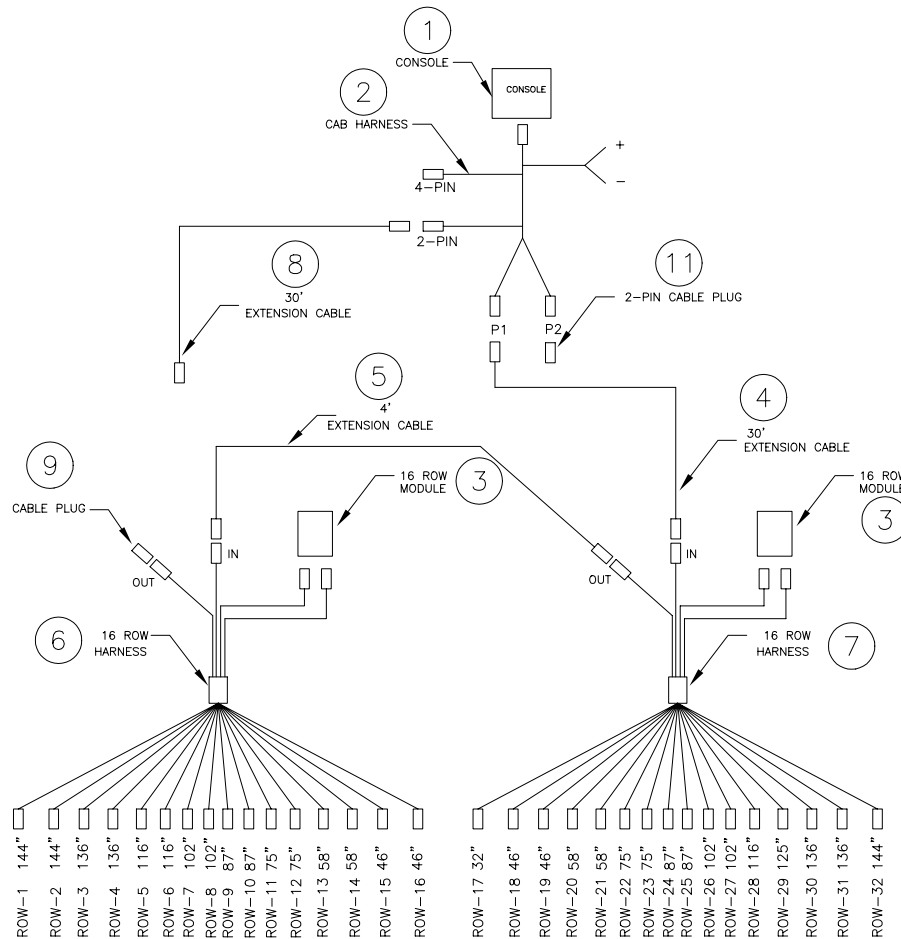 1
CONSOLE
CONSOLE
2
CAB HARNESS
+
−
4-PIN
2-PIN
8
30'
EXTENSION CABLE
11
2-PIN CABLE PLUG
P1
P2
5
4'
EXTENSION CABLE
4
30'
EXTENSION CABLE
9
CABLE PLUG
16 ROW
MODULE
3
16 ROW
MODULE
3
OUT
IN
OUT
IN
6
16 ROW
HARNESS
16 ROW
HARNESS
7
ROW-1 144"
ROW-2 144"
ROW-3 136"
ROW-4 136"
ROW-5 116"
ROW-6 116"
ROW-7 102"
ROW-8 102"
ROW-9 87"
ROW-10 87"
ROW-11 75"
ROW-12 75"
ROW-13 58"
ROW-14 58"
ROW-15 46"
ROW-16 46"
ROW-17 32"
ROW-18 46"
ROW-19 46"
ROW-20 58"
ROW-21 58"
ROW-22 75"
ROW-23 75"
ROW-24 87"
ROW-25 87"
ROW-26 102"
ROW-27 102"
ROW-28 116"
ROW-29 125"
ROW-30 136"
ROW-31 136"
ROW-32 144"